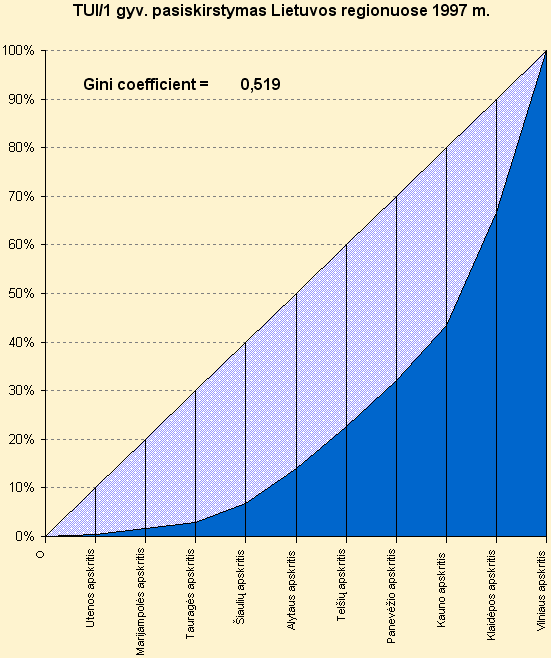 TUI/1 gyv. pasiskirstymas Lietuvos regionuose 1997 m.
100%
Gini coefficient = 0,519
90%
80%
70%
60%
50%
40%
30%
20%
10%
0%
O
Utenos apskritis
Marijampolės apskritis
Tauragės apskritis
Šiaulių apskritis
Alytaus apskritis
Telšių apskritis
Panevėžio apskritis
Kauno apskritis
Klaidėpos apskritis
Vilniaus apskritis